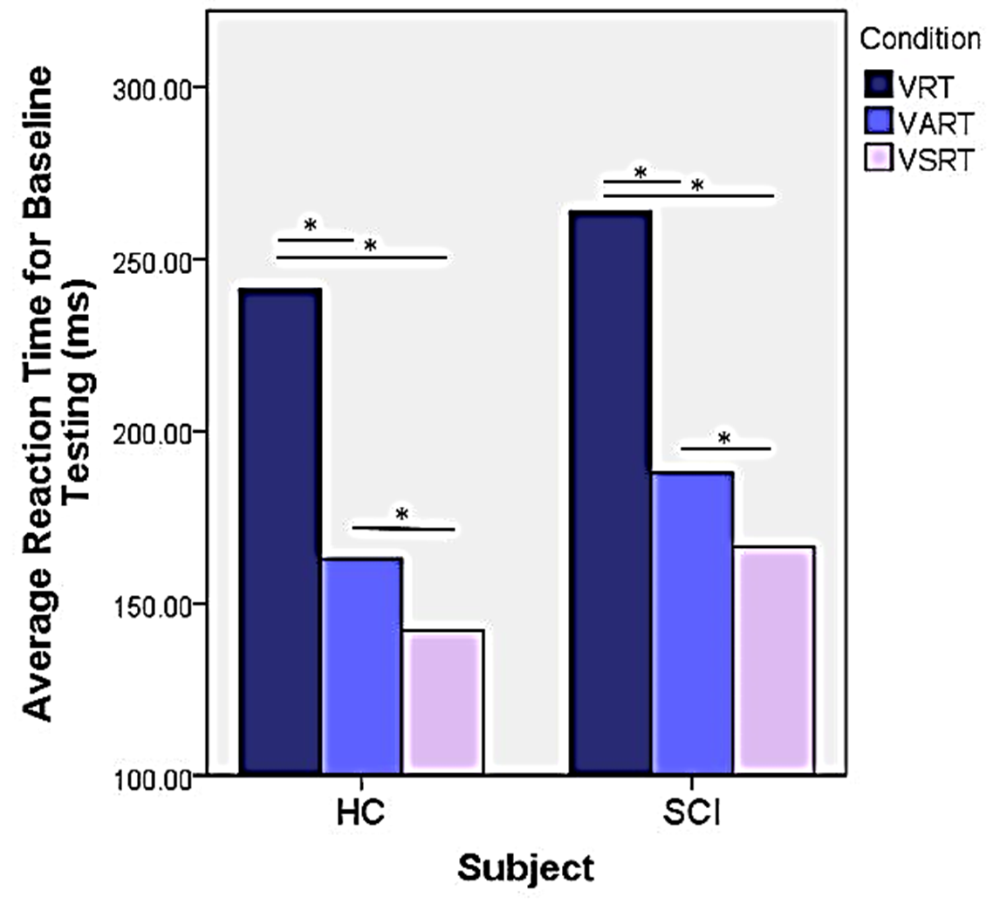 Average Reaction Time for Baseline
Testing (ms)
300.00
250.00
200.00
150.00
100.00
*
*
*
*
*
*
HC
SCI
Subject
Condition
VRT
VART
VSRT